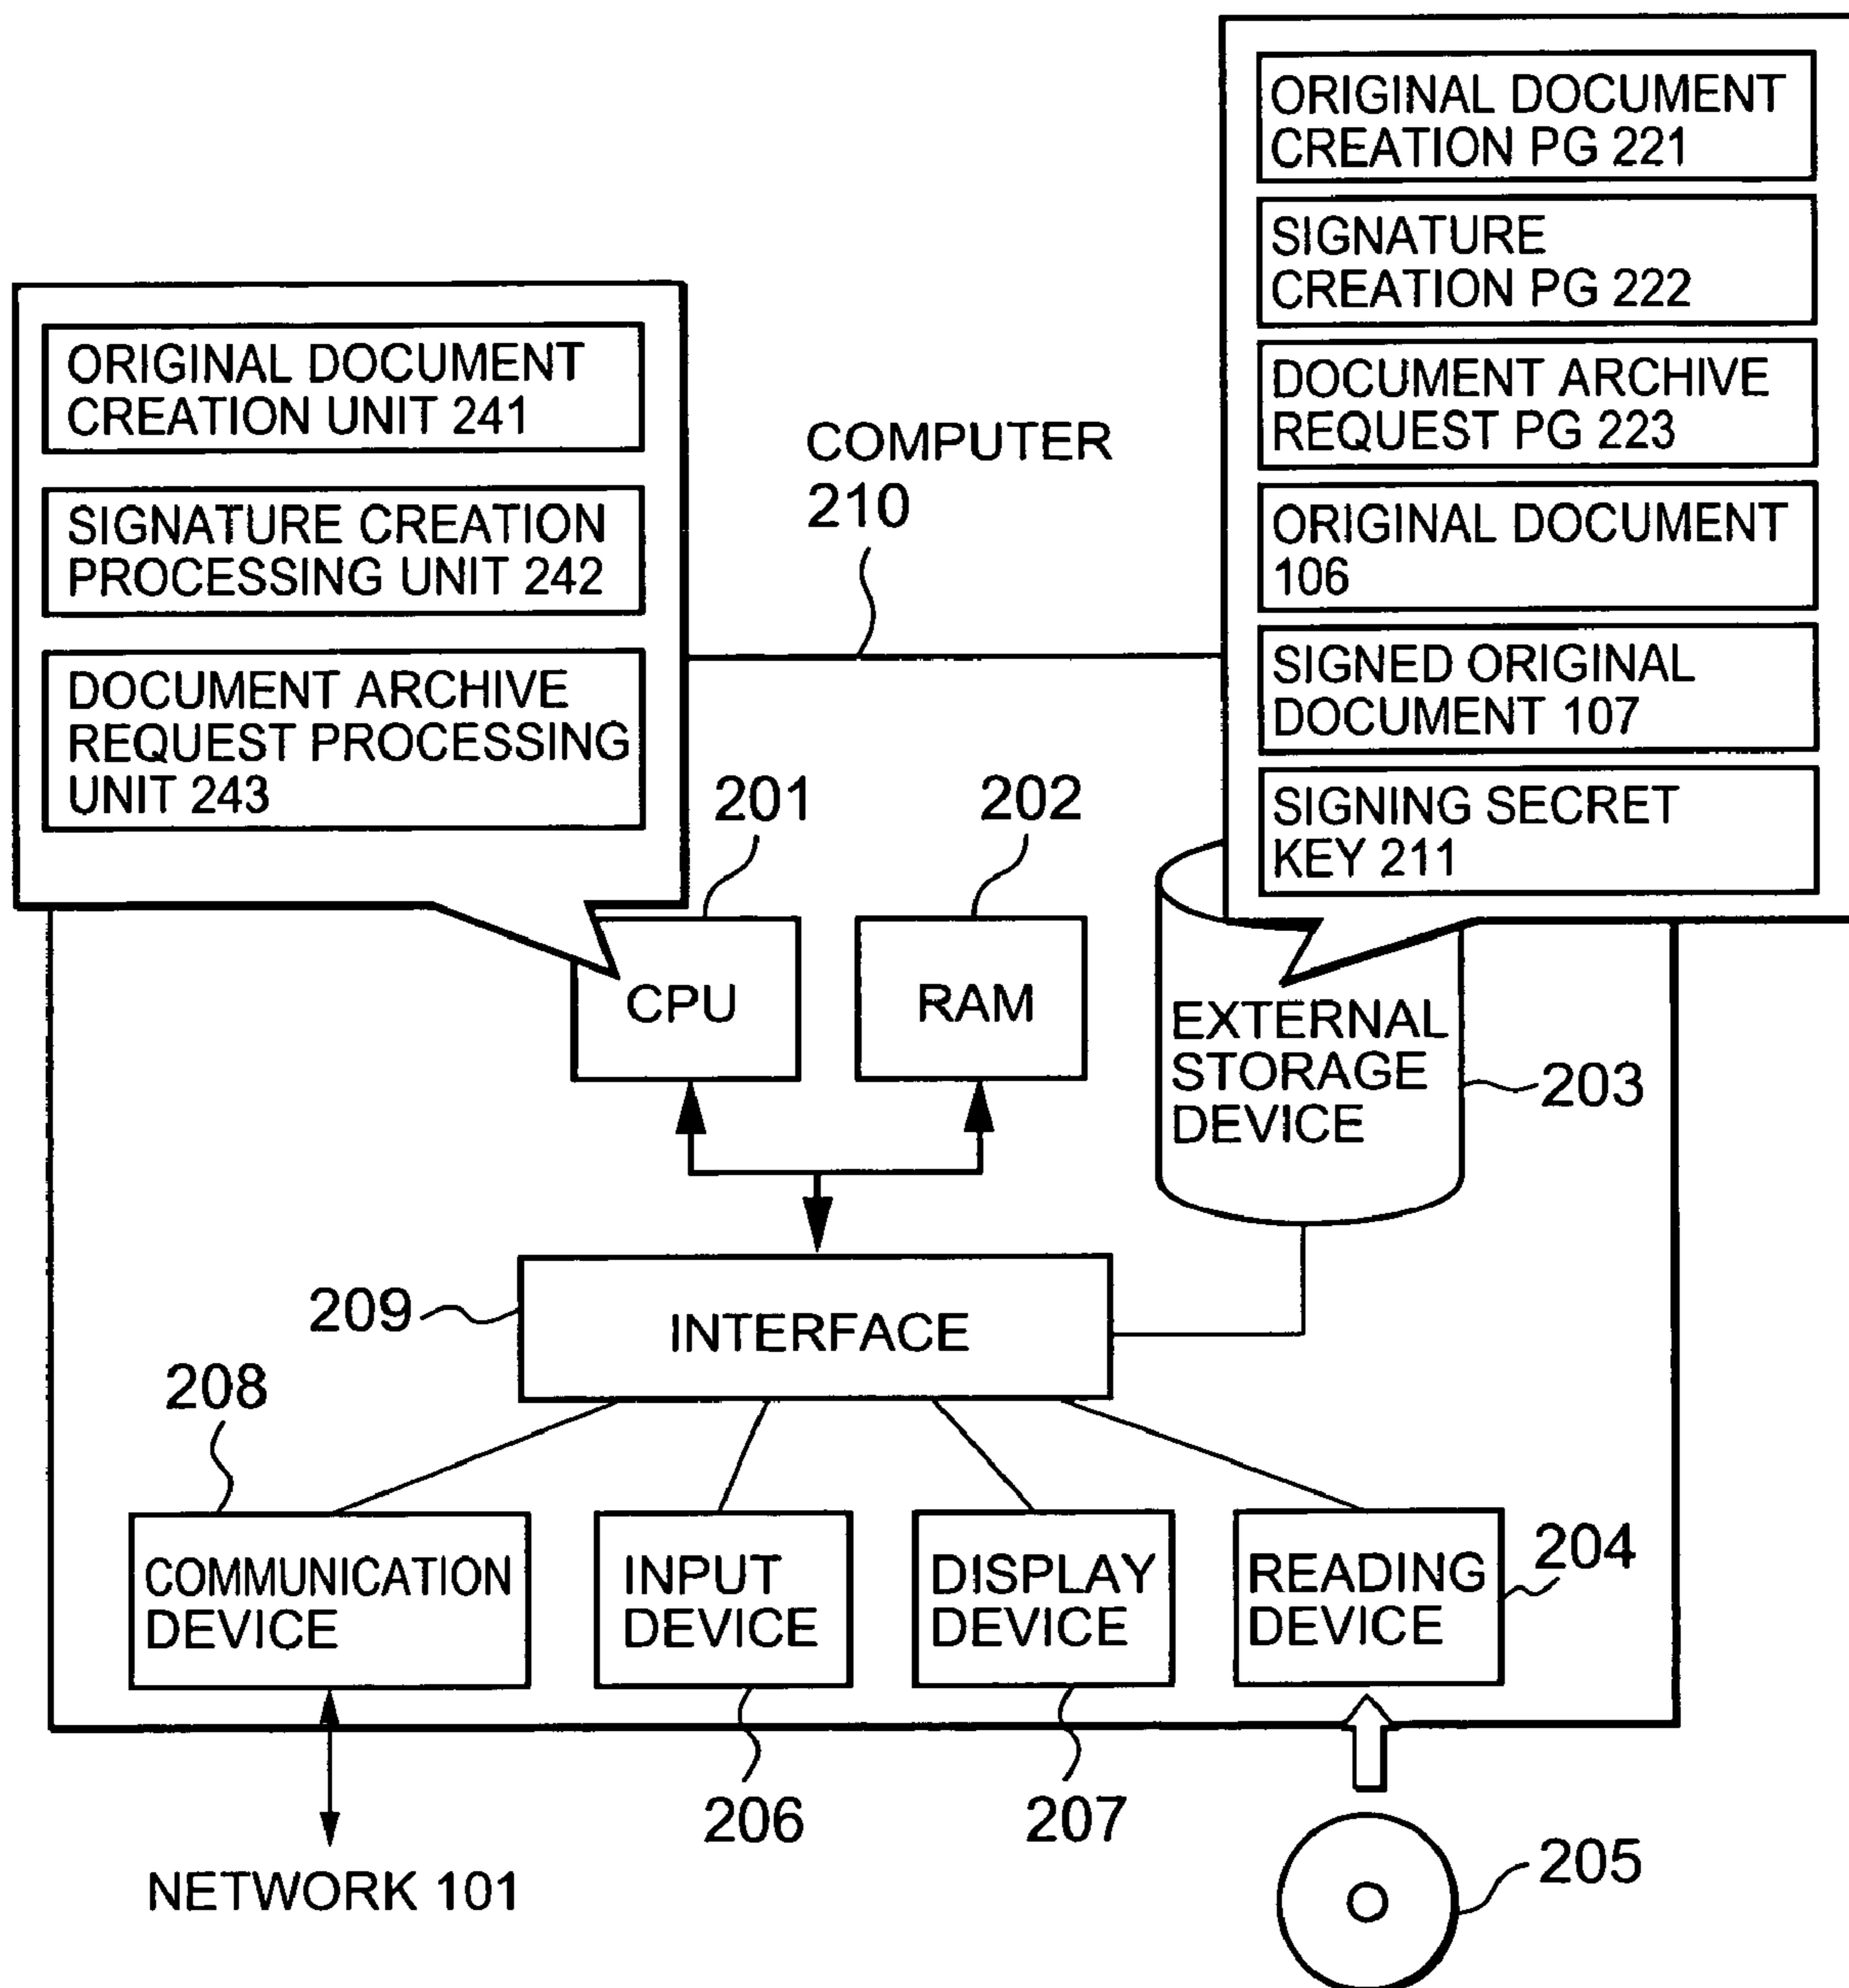 ORIGINAL DOCUMENT
CREATION PG 221
SIGNATURE
CREATION PG 222
DOCUMENT ARCHIVE
REQUEST PG 223
ORIGINAL DOCUMENT
106
SIGNED ORIGINAL
DOCUMENT 107
SIGNING SECRET
KEY 211
ORIGINAL DOCUMENT
CREATION UNIT 241
SIGNATURE CREATION
PROCESSING UNIT 242
DOCUMENT ARCHIVE
REQUEST PROCESSING
UNIT 243
COMPUTER
210
201
202
CPU
RAM
EXTERNAL
STORAGE
DEVICE
203
209
INTERFACE
208
COMMUNICATION
DEVICE
INPUT
DEVICE
DISPLAY
DEVICE
READING
DEVICE
204
206
207
205
NETWORK 101